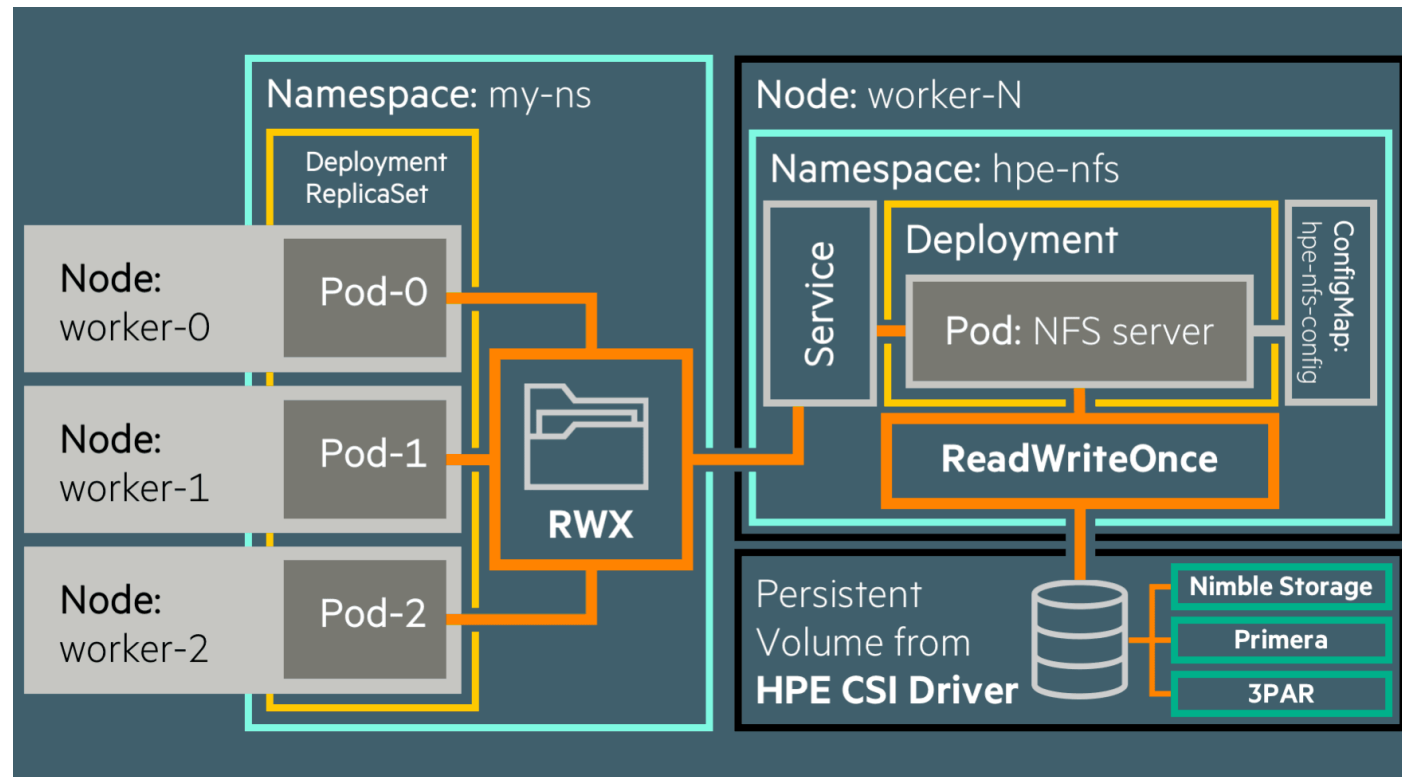 Namespace: my-ns
Deployment
ReplicaSet
Node:
worker-0
Pod-0
Node:
worker-1
Pod-1
Node:
worker-2
Pod-2
RWX
Node: worker-N
Namespace: hpe-nfs
Service
Deployment
Pod: NFS server
ConfigMap:
hpe-nfs-config
ReadWriteOnce
Persistent
Volume from
HPE CSI Driver
Nimble Storage
Primera
3PAR